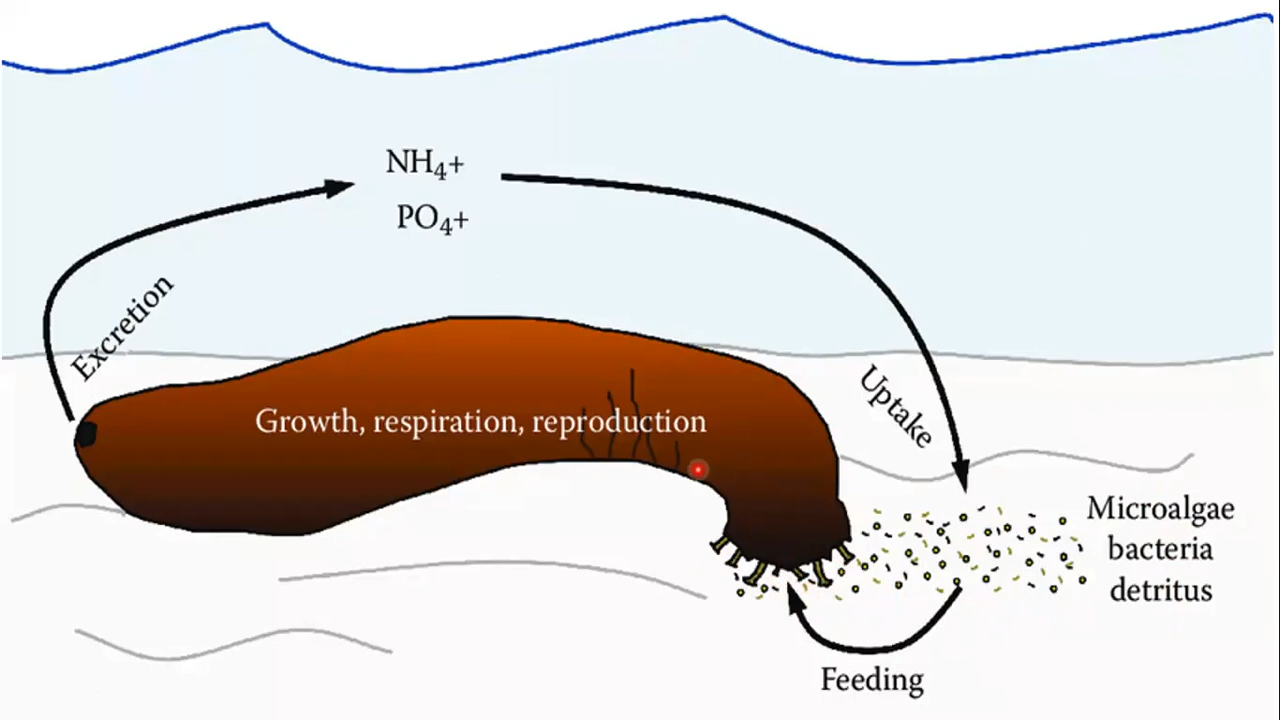 NH₄+
PO₄+
Excretion
Growth, respiration, reproduction
Uptake
Microalgae
bacteria
detritus
Feeding